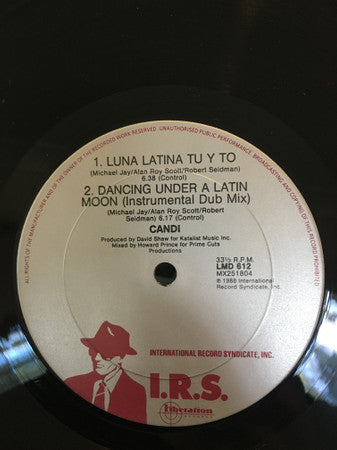 ALL RIGHTS OF THE MANUFACTURER AND OF THE OWNER OF THE RECORDED WORK RESERVED. UNAUTHORISED PUBLIC PERFORMANCE, BROADCASTING AND COPYING OF THIS RECORD PROHIBITED
1. LUNA LATINA TU Y TO
(Michael Jay/Alan Roy Scott/Robert Seidman)
6.38 (Control)
2. DANCING UNDER A LATIN
MOON (Instrumental Dub Mix)
(Michael Jay/Alan Roy Scott/Robert
Seidman) 6.17 (Control)
CANDI
Produced by David Shaw for Katalist Music Inc.
Mixed by Howard Prince for Prime Cuts
Productions
33⅓ R.P.M.
LMD 612
MX251804
℗ 1988 International
Record Syndicate, Inc.
INTERNATIONAL RECORD SYNDICATE, INC.
I.R.S.
Liberation
RECORDS